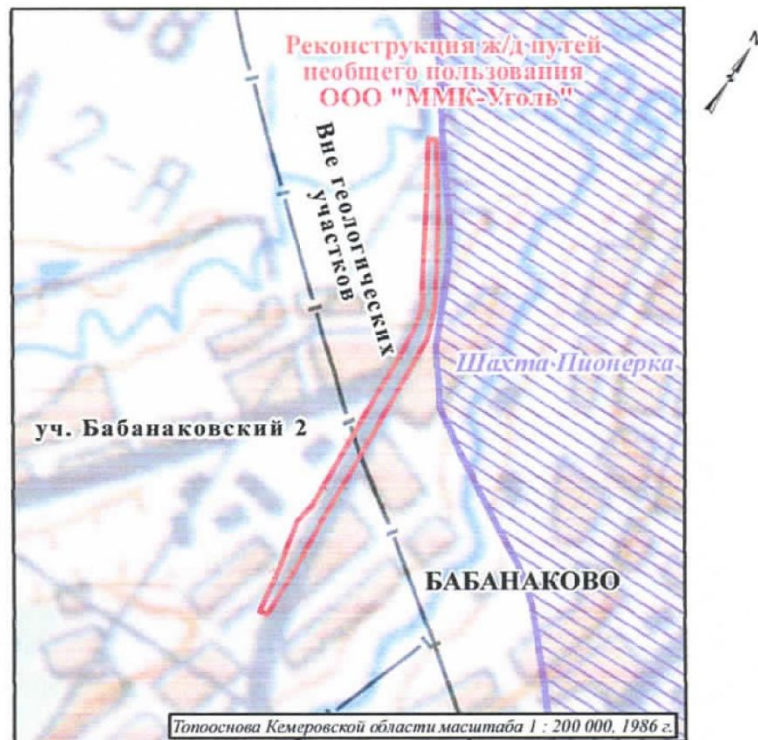 Реконструкция ж/д путей
необщего пользования
ООО "ММК-Уголь"
Вне геологических
участков
Шахта Пионерка
уч. Бабанаковский 2
БАБАНАКОВО
Топооснова Кемеровской области масштаба 1 : 200 000, 1986 г.